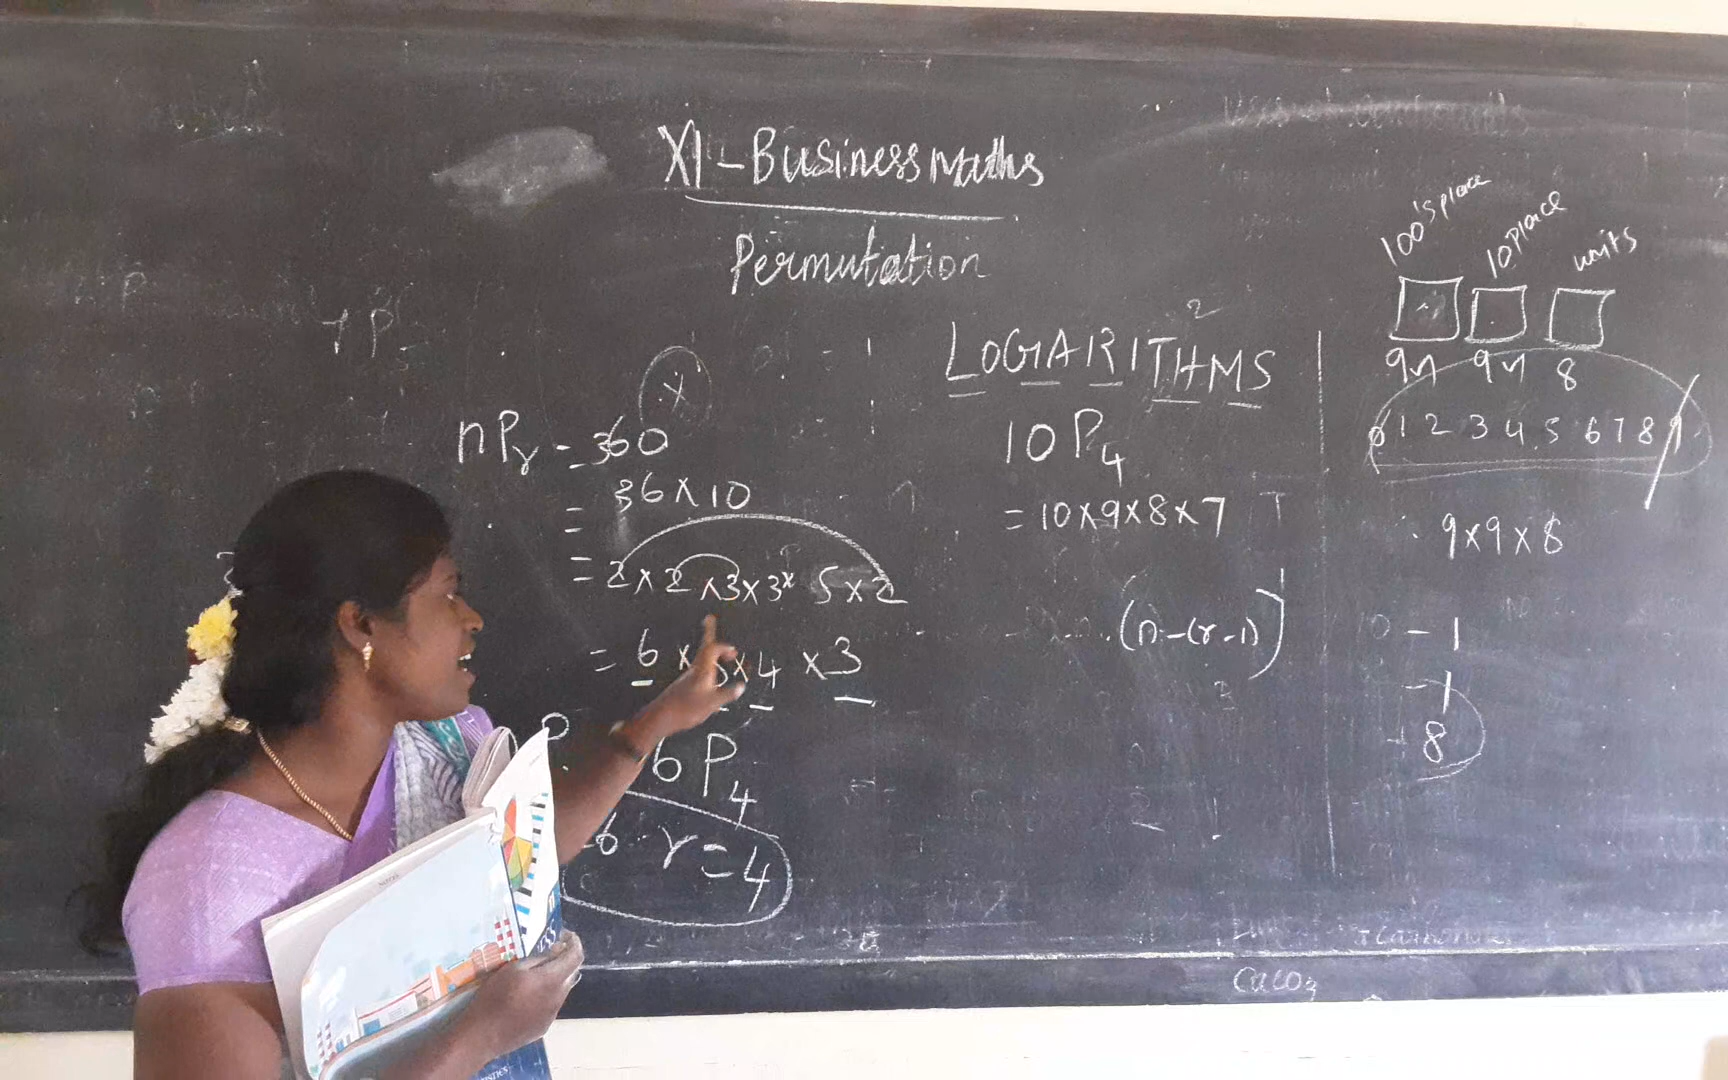 XI - Business Maths
Permutation
nPr = 360
= 36 × 10
= 2 × 2 × 3 × 3 × 5 × 2
= 6 × 5 × 4 × 3
6P4
6 r = 4
LOGARITHMS
10P4
= 10×9×8×7
(n-(r-1)
100's place
10 place
units
9 9 8
0 1 2 3 4 5 6 7 8 9
9×9×8
- 1
- 1
8
CaCO3
NOTES